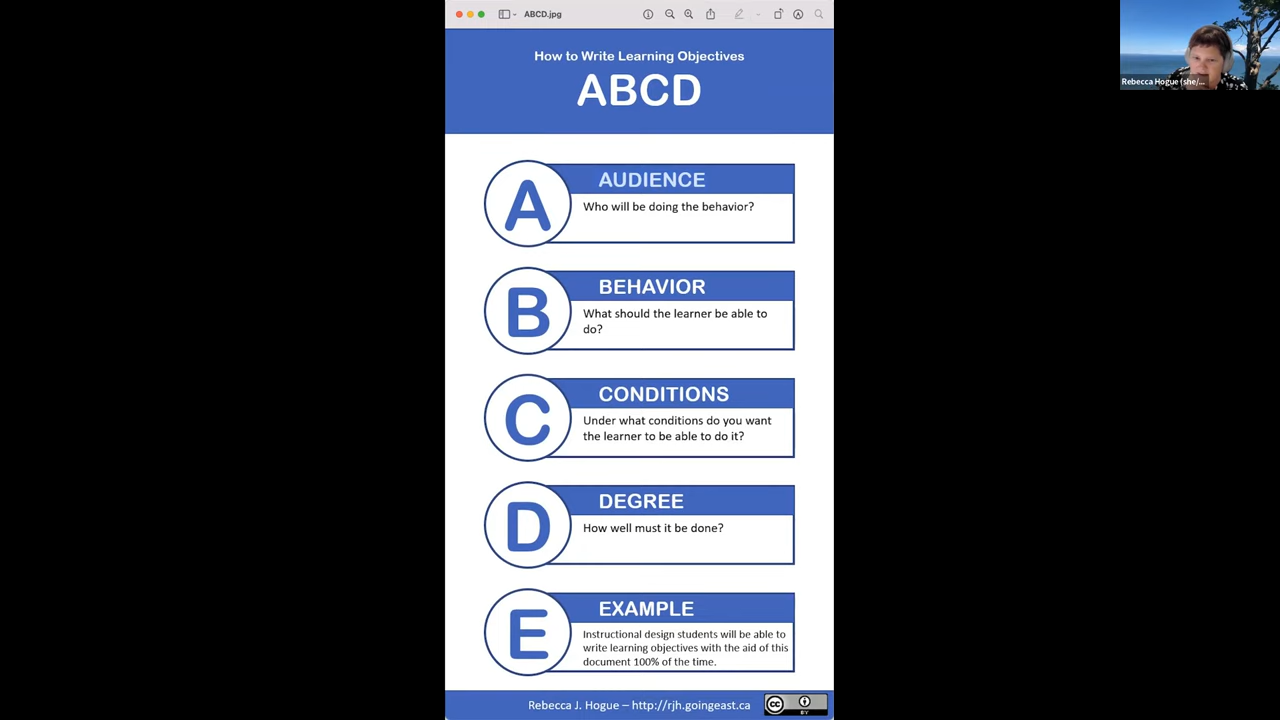 ABCD.jpg
Rebecca Hogue (she/...
How to Write Learning Objectives
ABCD
A
AUDIENCE
Who will be doing the behavior?
B
BEHAVIOR
What should the learner be able to
do?
C
CONDITIONS
Under what conditions do you want
the learner to be able to do it?
D
DEGREE
How well must it be done?
E
EXAMPLE
Instructional design students will be able to
write learning objectives with the aid of this
document 100% of the time.
Rebecca J. Hogue – http://rjh.goingeast.ca
CC
BY